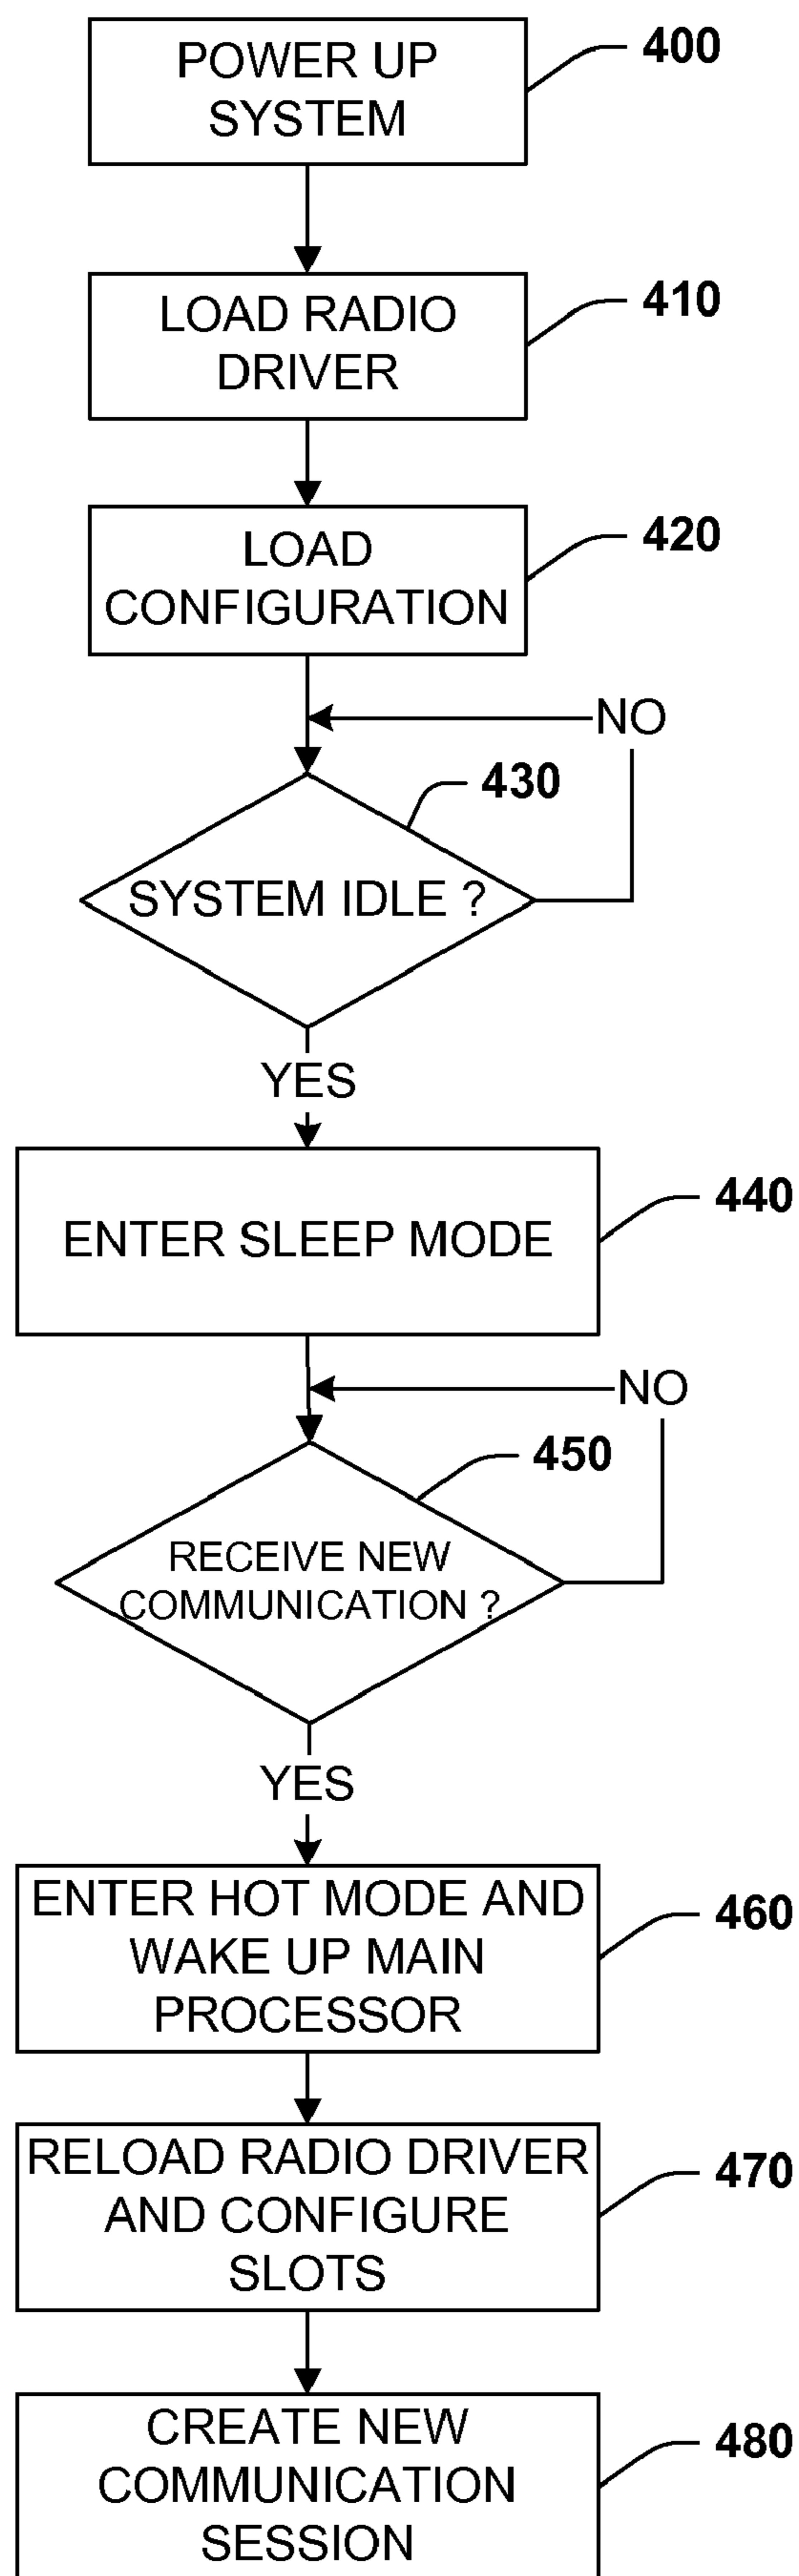 POWER UP
SYSTEM
400
LOAD RADIO
DRIVER
410
LOAD
CONFIGURATION
420
NO
430
SYSTEM IDLE ?
YES
ENTER SLEEP MODE
440
NO
450
RECEIVE NEW
COMMUNICATION ?
YES
ENTER HOT MODE AND
WAKE UP MAIN
PROCESSOR
460
RELOAD RADIO DRIVER
AND CONFIGURE
SLOTS
470
CREATE NEW
COMMUNICATION
SESSION
480